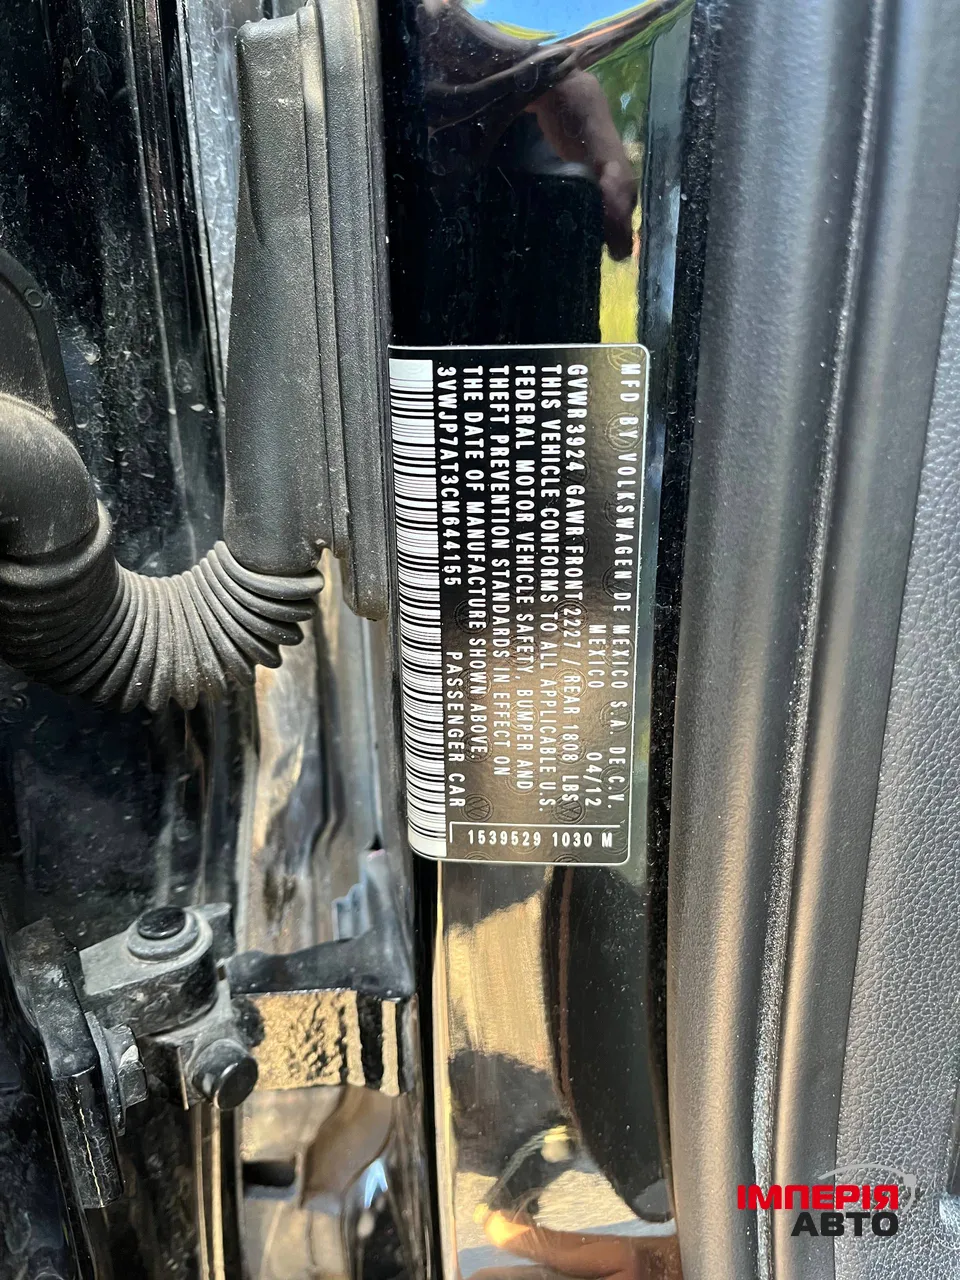 MFD BY VOLKSWAGEN DE MEXICO S.A. DE C.V.
MEXICO 04/12
GVWR 3924 GAWR FRONT 2227 / REAR 1808 LBS
THIS VEHICLE CONFORMS TO ALL APPLICABLE U.S.
FEDERAL MOTOR VEHICLE SAFETY, BUMPER AND
THEFT PREVENTION STANDARDS IN EFFECT ON
THE DATE OF MANUFACTURE SHOWN ABOVE.
3VWJP7AT3CM644155 PASSENGER CAR
1539529 1030 M
ІМПЕРІЯ
АВТО